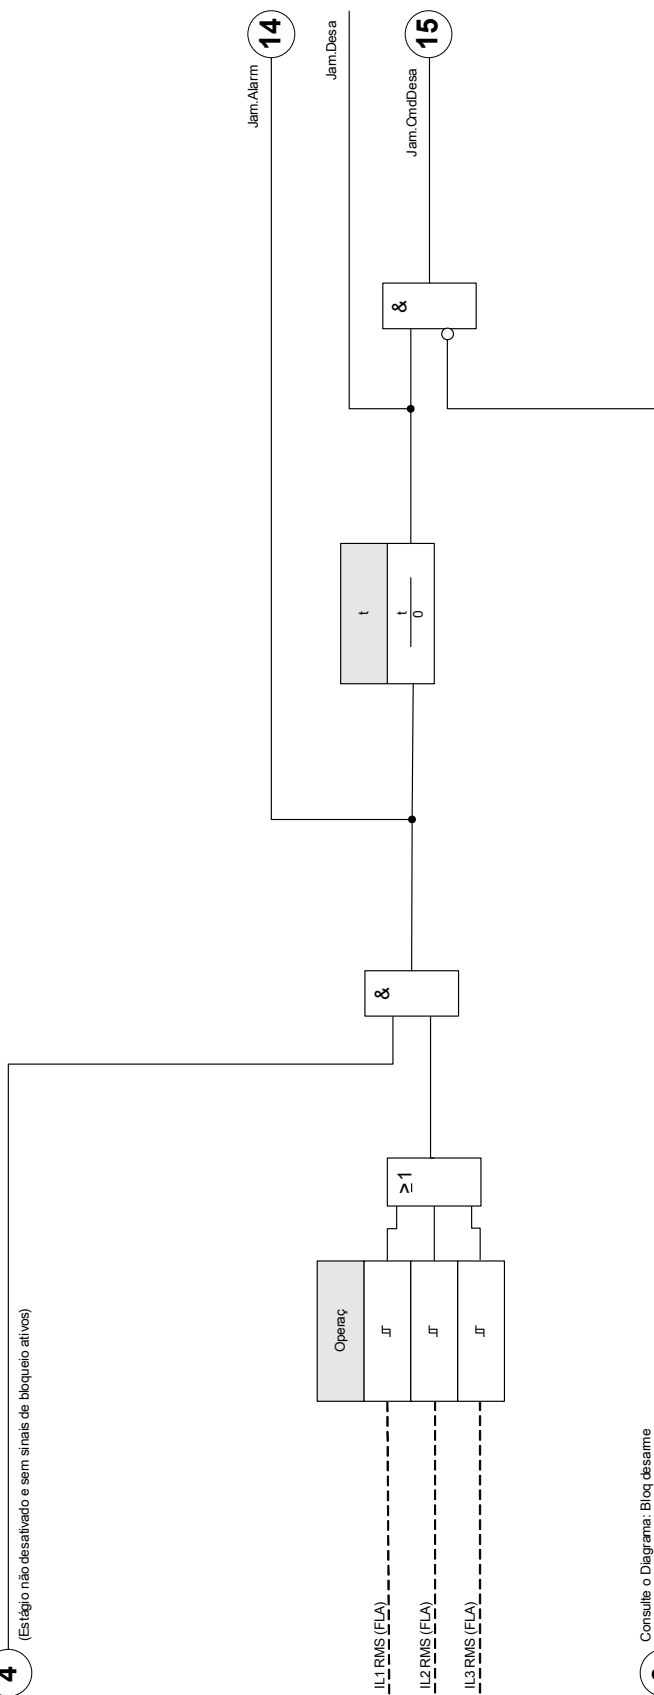 14
Jam.Alarm
Jam.Desa
15
Jam.CmdDesa
&
t
t
0
&
≥1
Operaç
4
(Estágio não desativado e sem sinais de bloqueio ativos)
IL1 RMS (FLA)
IL2 RMS (FLA)
IL3 RMS (FLA)
Consulte o Diagrama: Bloq desarme